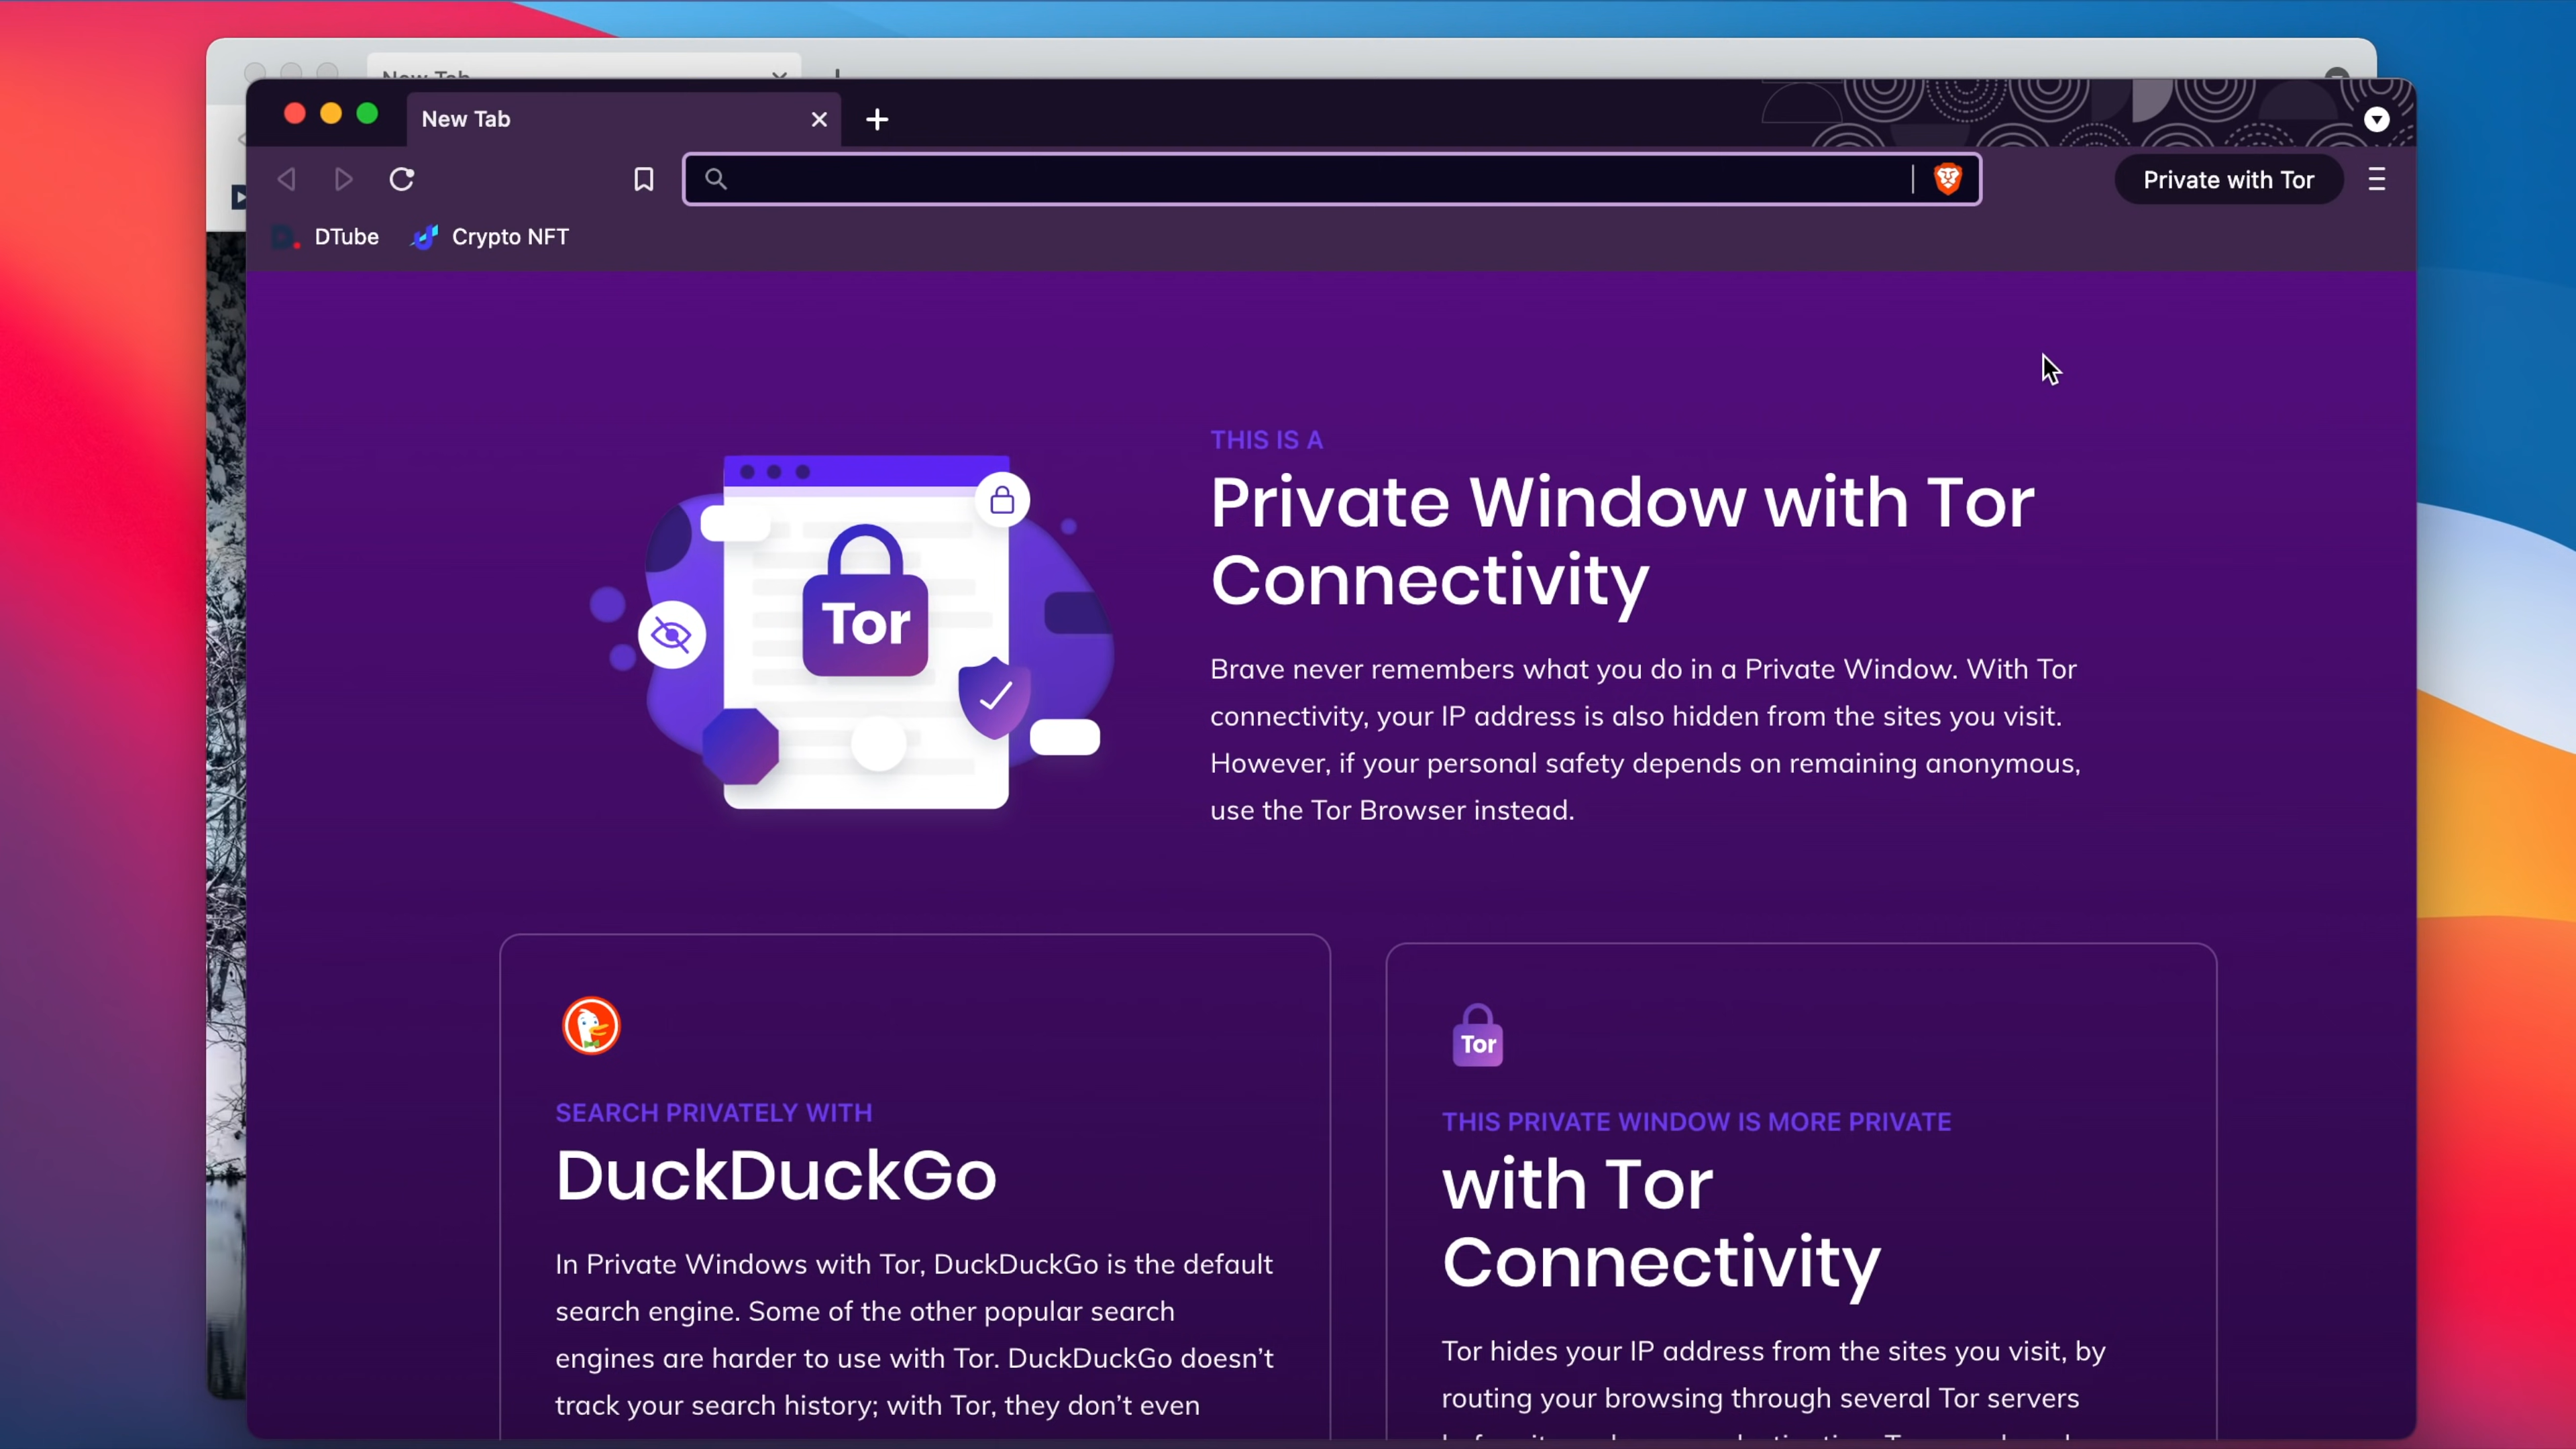 New Tab
New Tab
Private with Tor
DTube
Crypto NFT
THIS IS A
Private Window with Tor
Connectivity
Brave never remembers what you do in a Private Window. With Tor
connectivity, your IP address is also hidden from the sites you visit.
However, if your personal safety depends on remaining anonymous,
use the Tor Browser instead.
Tor
SEARCH PRIVATELY WITH
DuckDuckGo
In Private Windows with Tor, DuckDuckGo is the default
search engine. Some of the other popular search
engines are harder to use with Tor. DuckDuckGo doesn’t
track your search history; with Tor, they don’t even
Tor
THIS PRIVATE WINDOW IS MORE PRIVATE
with Tor
Connectivity
Tor hides your IP address from the sites you visit, by
routing your browsing through several Tor servers